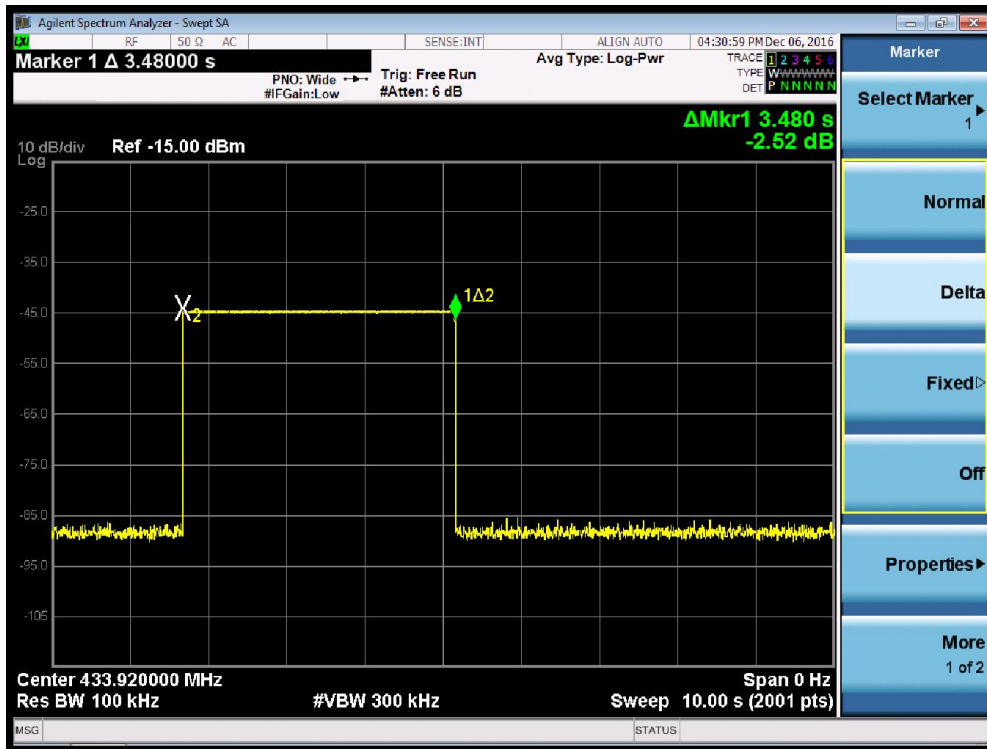 Agilent Spectrum Analyzer - Swept SA
LXI RF 50 Ω AC SENSE:INT ALIGN AUTO 04:30:59 PM Dec 06, 2016
Marker 1 Δ 3.48000 s
PNO: Wide
#IFGain:Low
Trig: Free Run
#Atten: 6 dB
Avg Type: Log-Pwr
TRACE 1 2 3 4 5 6
TYPE WWWWWWW
DET P N N N N N
ΔMkr1 3.480 s
-2.52 dB
10 dB/div Ref -15.00 dBm
Log
-25.0
-35.0
-45.0
-55.0
-65.0
-75.0
-85.0
-95.0
-105
X2
1Δ2
Center 433.920000 MHz Span 0 Hz
Res BW 100 kHz #VBW 300 kHz Sweep 10.00 s (2001 pts)
MSG STATUS
Marker
Select Marker
1
Normal
Delta
Fixed
Off
Properties
More
1 of 2